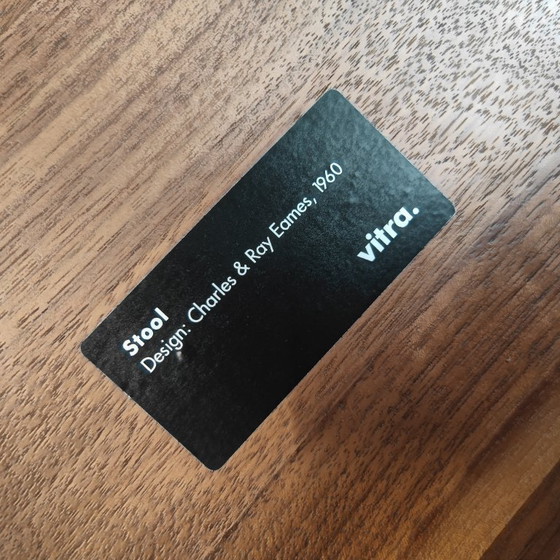 Stool
Design: Charles & Ray Eames, 1960
vitra.